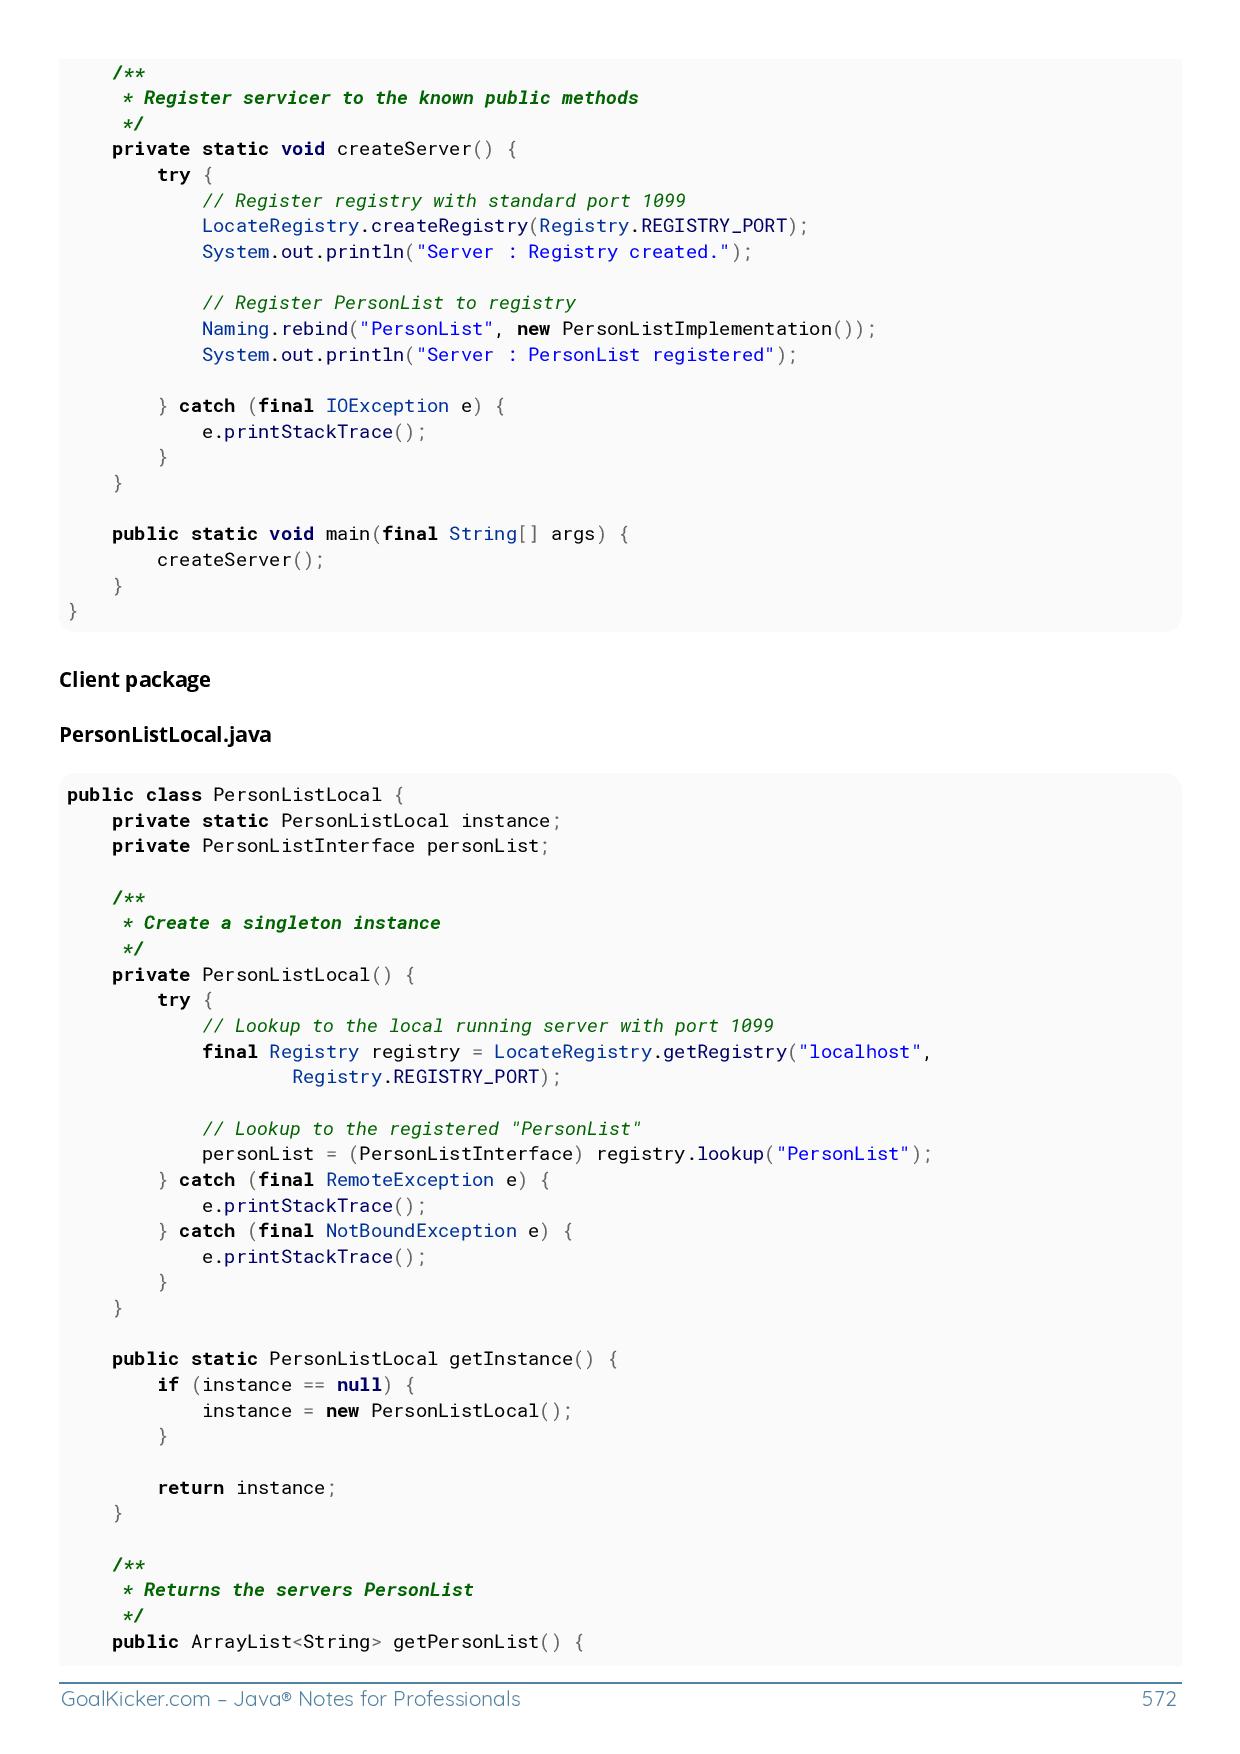 /**
     * Register servicer to the known public methods
     */
    private static void createServer() {
        try {
            // Register registry with standard port 1099
            LocateRegistry.createRegistry(Registry.REGISTRY_PORT);
            System.out.println("Server : Registry created.");

            // Register PersonList to registry
            Naming.rebind("PersonList", new PersonListImplementation());
            System.out.println("Server : PersonList registered");

        } catch (final IOException e) {
            e.printStackTrace();
        }
    }

    public static void main(final String[] args) {
        createServer();
    }
}
Client package
PersonListLocal.java
public class PersonListLocal {
    private static PersonListLocal instance;
    private PersonListInterface personList;

    /**
     * Create a singleton instance
     */
    private PersonListLocal() {
        try {
            // Lookup to the local running server with port 1099
            final Registry registry = LocateRegistry.getRegistry("localhost",
                    Registry.REGISTRY_PORT);

            // Lookup to the registered "PersonList"
            personList = (PersonListInterface) registry.lookup("PersonList");
        } catch (final RemoteException e) {
            e.printStackTrace();
        } catch (final NotBoundException e) {
            e.printStackTrace();
        }
    }

    public static PersonListLocal getInstance() {
        if (instance == null) {
            instance = new PersonListLocal();
        }

        return instance;
    }

    /**
     * Returns the servers PersonList
     */
    public ArrayList<String> getPersonList() {
GoalKicker.com – Java® Notes for Professionals 572